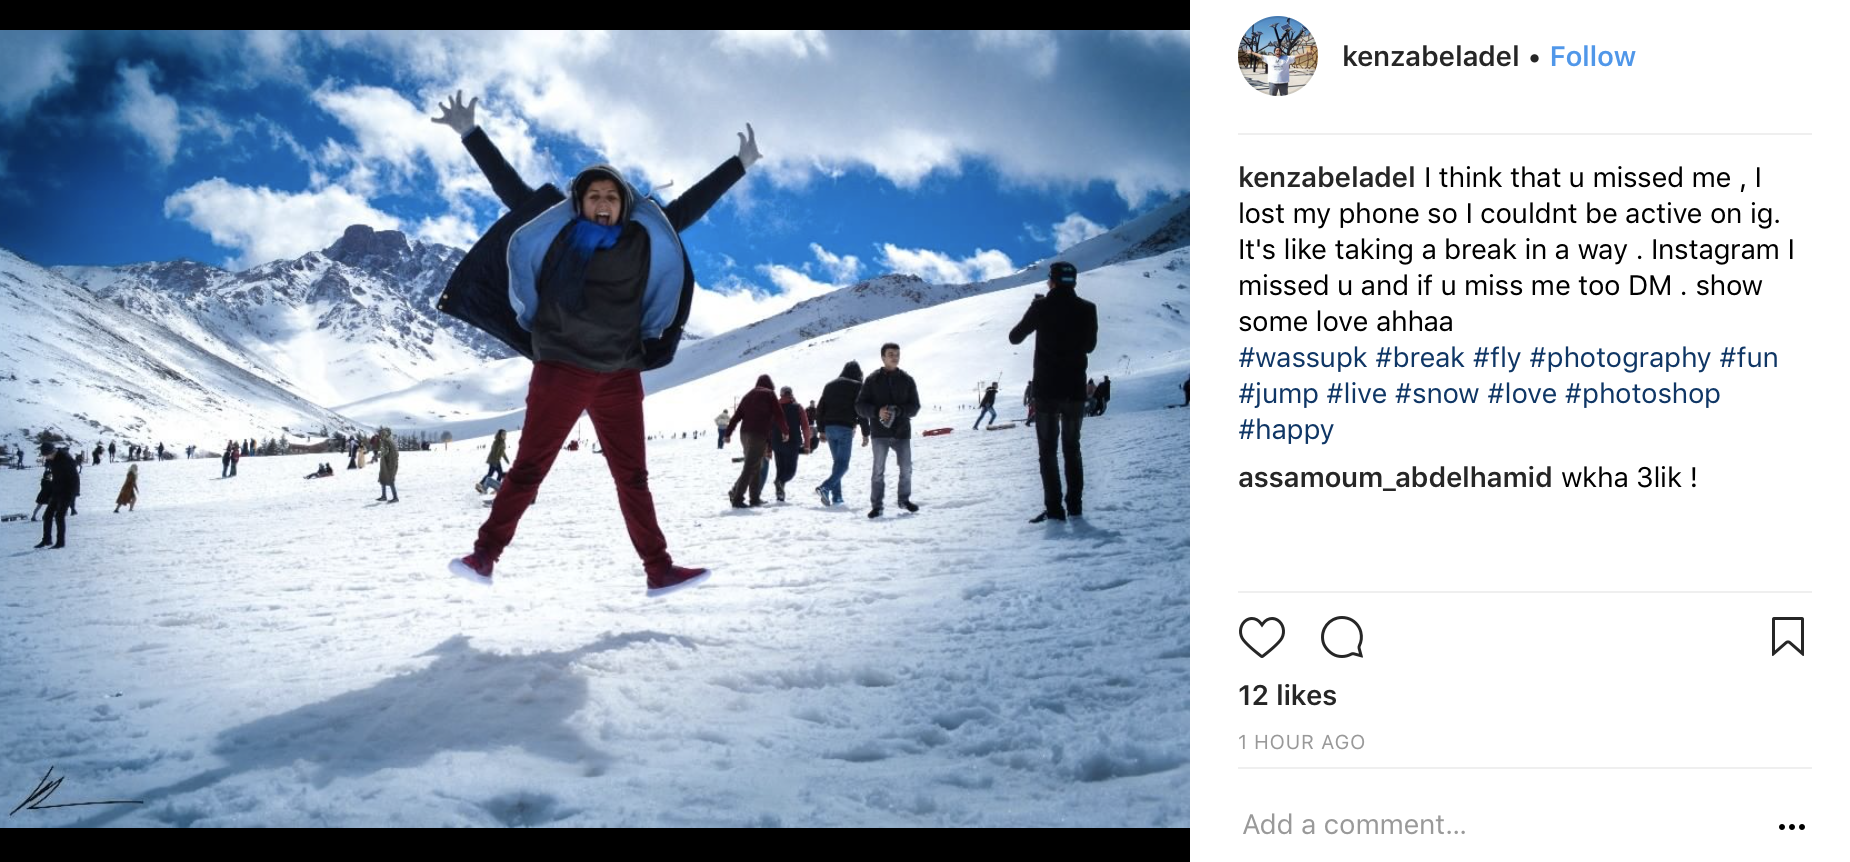 kenzabeladel • Follow
kenzabeladel I think that u missed me , I
lost my phone so I couldnt be active on ig.
It's like taking a break in a way . Instagram I
missed u and if u miss me too DM . show
some love ahhaa
#wassupk #break #fly #photography #fun
#jump #live #snow #love #photoshop
#happy
assamoum_abdelhamid wkha 3lik !
12 likes
1 HOUR AGO
Add a comment...